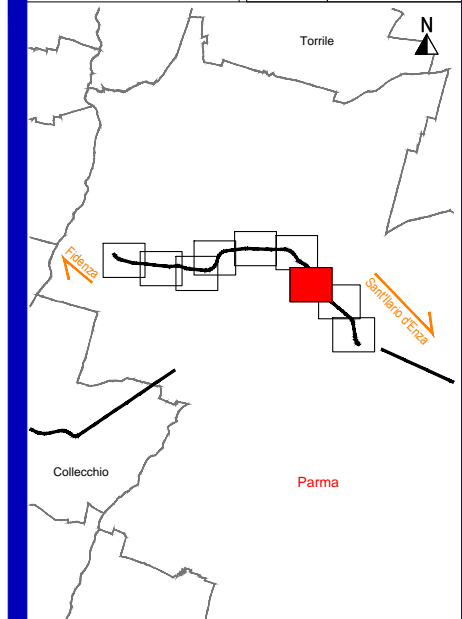 N
Torrile
Fidenza
Sant'Ilario d'Enza
Collecchio
Parma